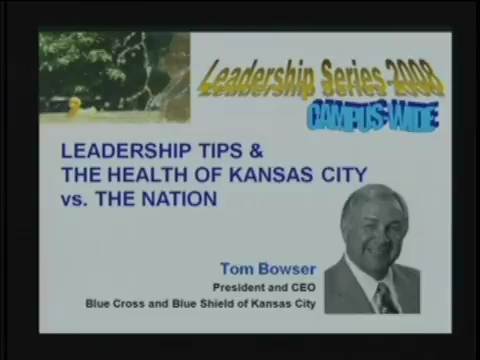 Leadership Series 2008
CAMPUS-WIDE
LEADERSHIP TIPS &
THE HEALTH OF KANSAS CITY
vs. THE NATION
Tom Bowser
President and CEO
Blue Cross and Blue Shield of Kansas City